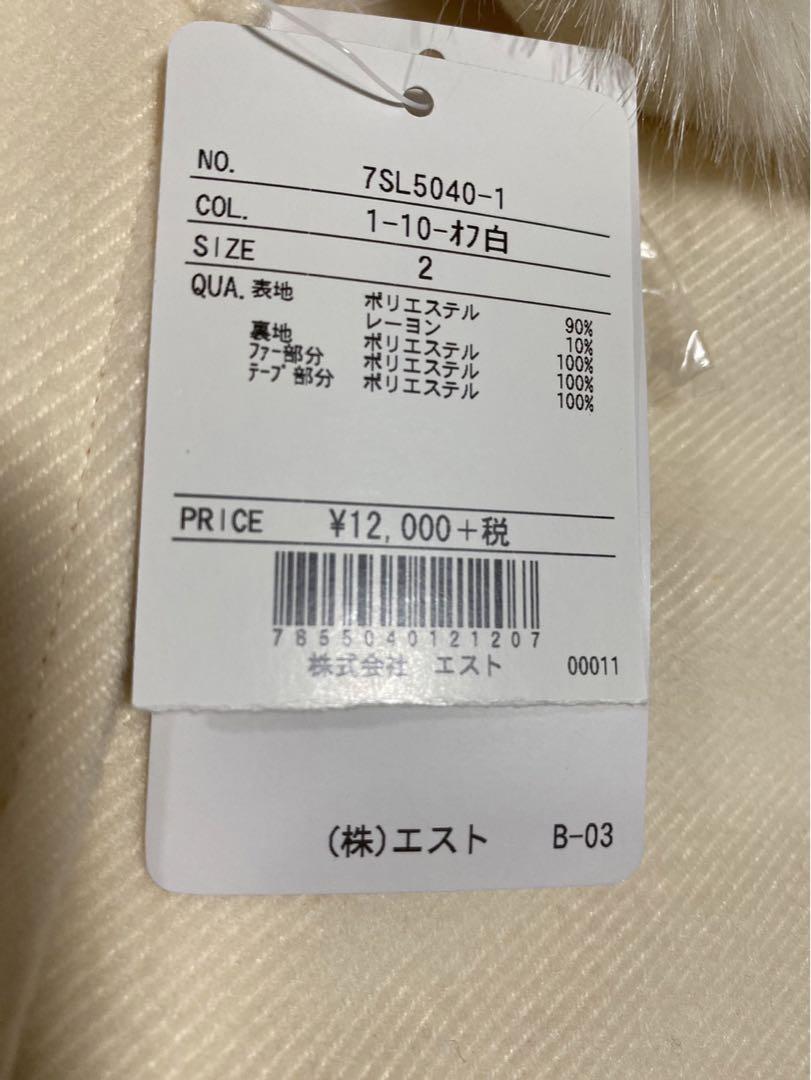 NO. 7SL5040-1
COL. 1-10-ｵﾌ白
SIZE 2
QUA. 表地 ポリエステル 90%
レーヨン 10%
裏地 ポリエステル 100%
ﾌｧｰ部分 ポリエステル 100%
ﾃｰﾌﾟ部分 ポリエステル 100%
PRICE ¥12,000+税
7855040121207
株式会社 エスト 00011
(株)エスト B-03